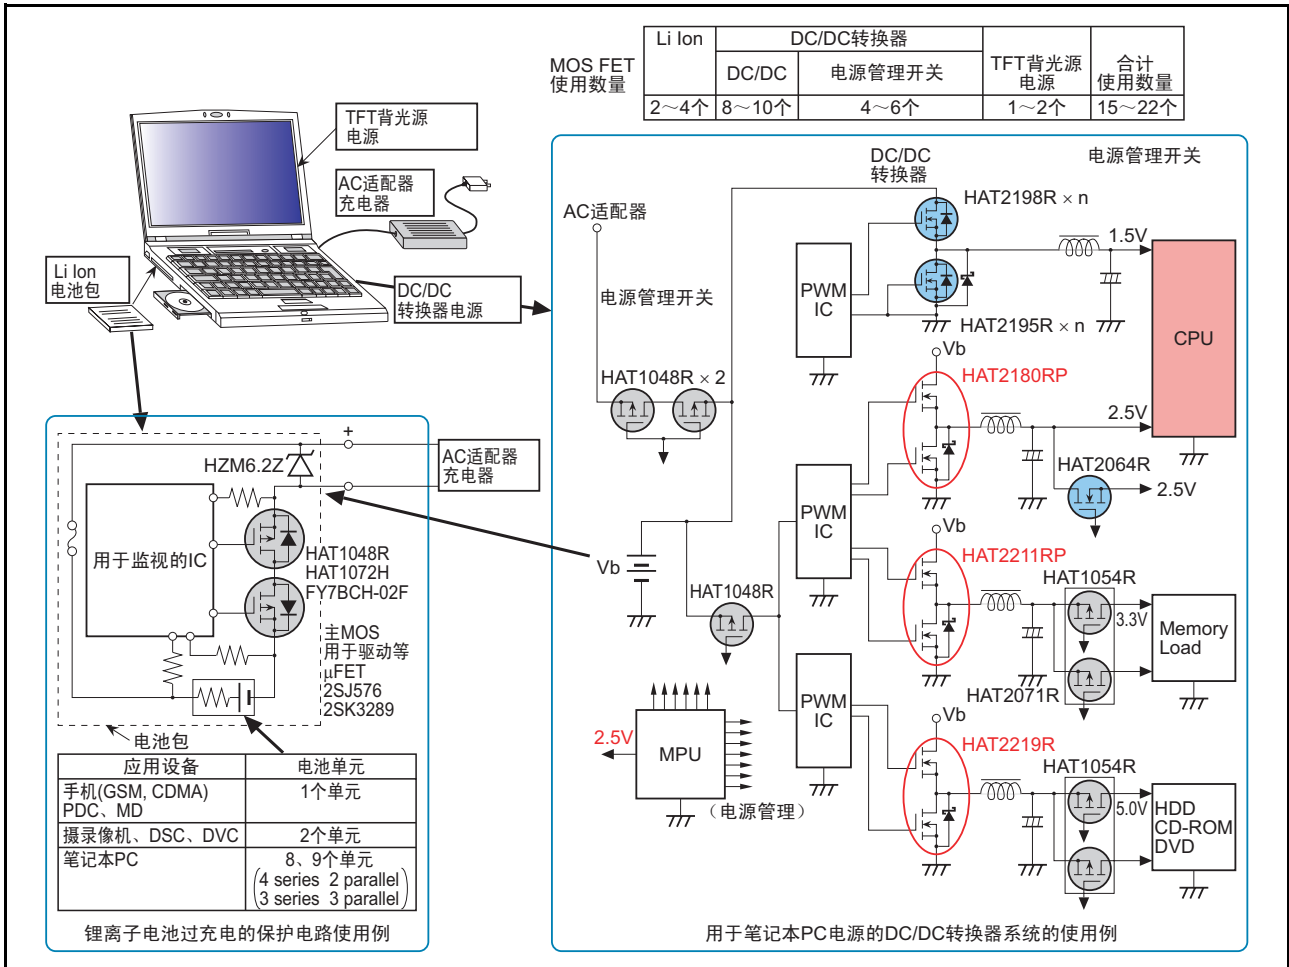 MOS FET
使用数量
Li Ion
DC/DC转换器
DC/DC
电源管理开关
TFT背光源
电源
合计
使用数量
2～4个
8～10个
4～6个
1～2个
15～22个
TFT背光源
电源
AC适配器
充电器
Li Ion
电池包
DC/DC
转换器电源
DC/DC
转换器
电源管理开关
AC适配器
HAT2198R × n
1.5V
电源管理开关
PWM
IC
HAT2195R × n
CPU
Vb
HAT1048R × 2
HAT2180RP
2.5V
HAT2064R
2.5V
PWM
IC
Vb
HAT2211RP
Vb
HAT1048R
HAT1054R
3.3V
Memory
Load
HAT2071R
PWM
IC
Vb
HAT2219R
2.5V
MPU
（电源管理）
HAT1054R
5.0V
HDD
CD-ROM
DVD
用于笔记本PC电源的DC/DC转换器系统的使用例
+
HZM6.2Z
AC适配器
充电器
用于监视的IC
HAT1048R
HAT1072H
FY7BCH-02F
主MOS
用于驱动等
μFET
2SJ576
2SK3289
电池包
应用设备
电池单元
手机(GSM, CDMA)
PDC、MD
1个单元
摄录像机、DSC、DVC
2个单元
笔记本PC
8、9个单元
(4 series 2 parallel
3 series 3 parallel)
锂离子电池过充电的保护电路使用例